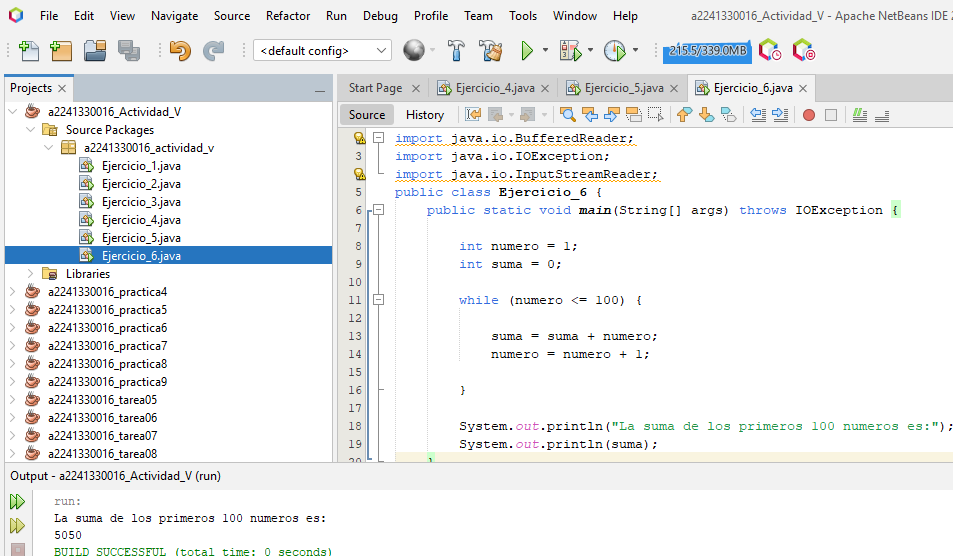 File Edit View Navigate Source Refactor Run Debug Profile Team Tools Window Help a2241330016_Actividad_V - Apache NetBeans IDE
<default config> 215.5/339.0MB
Projects
a2241330016_Actividad_V
Source Packages
a2241330016_actividad_v
Ejercicio_1.java
Ejercicio_2.java
Ejercicio_3.java
Ejercicio_4.java
Ejercicio_5.java
Ejercicio_6.java
Libraries
a2241330016_practica4
a2241330016_practica5
a2241330016_practica6
a2241330016_practica7
a2241330016_practica8
a2241330016_practica9
a2241330016_tarea05
a2241330016_tarea06
a2241330016_tarea07
a2241330016_tarea08
Start Page Ejercicio_4.java Ejercicio_5.java Ejercicio_6.java
Source History
import java.io.BufferedReader;
3 import java.io.IOException;
import java.io.InputStreamReader;
5 public class Ejercicio_6 {
6 public static void main(String[] args) throws IOException {
7
8 int numero = 1;
9 int suma = 0;
10
11 while (numero <= 100) {
12
13 suma = suma + numero;
14 numero = numero + 1;
15
16 }
17
18 System.out.println("La suma de los primeros 100 numeros es:");
19 System.out.println(suma);
20 }
Output - a2241330016_Actividad_V (run)
run:
La suma de los primeros 100 numeros es:
5050
BUILD SUCCESSFUL (total time: 0 seconds)